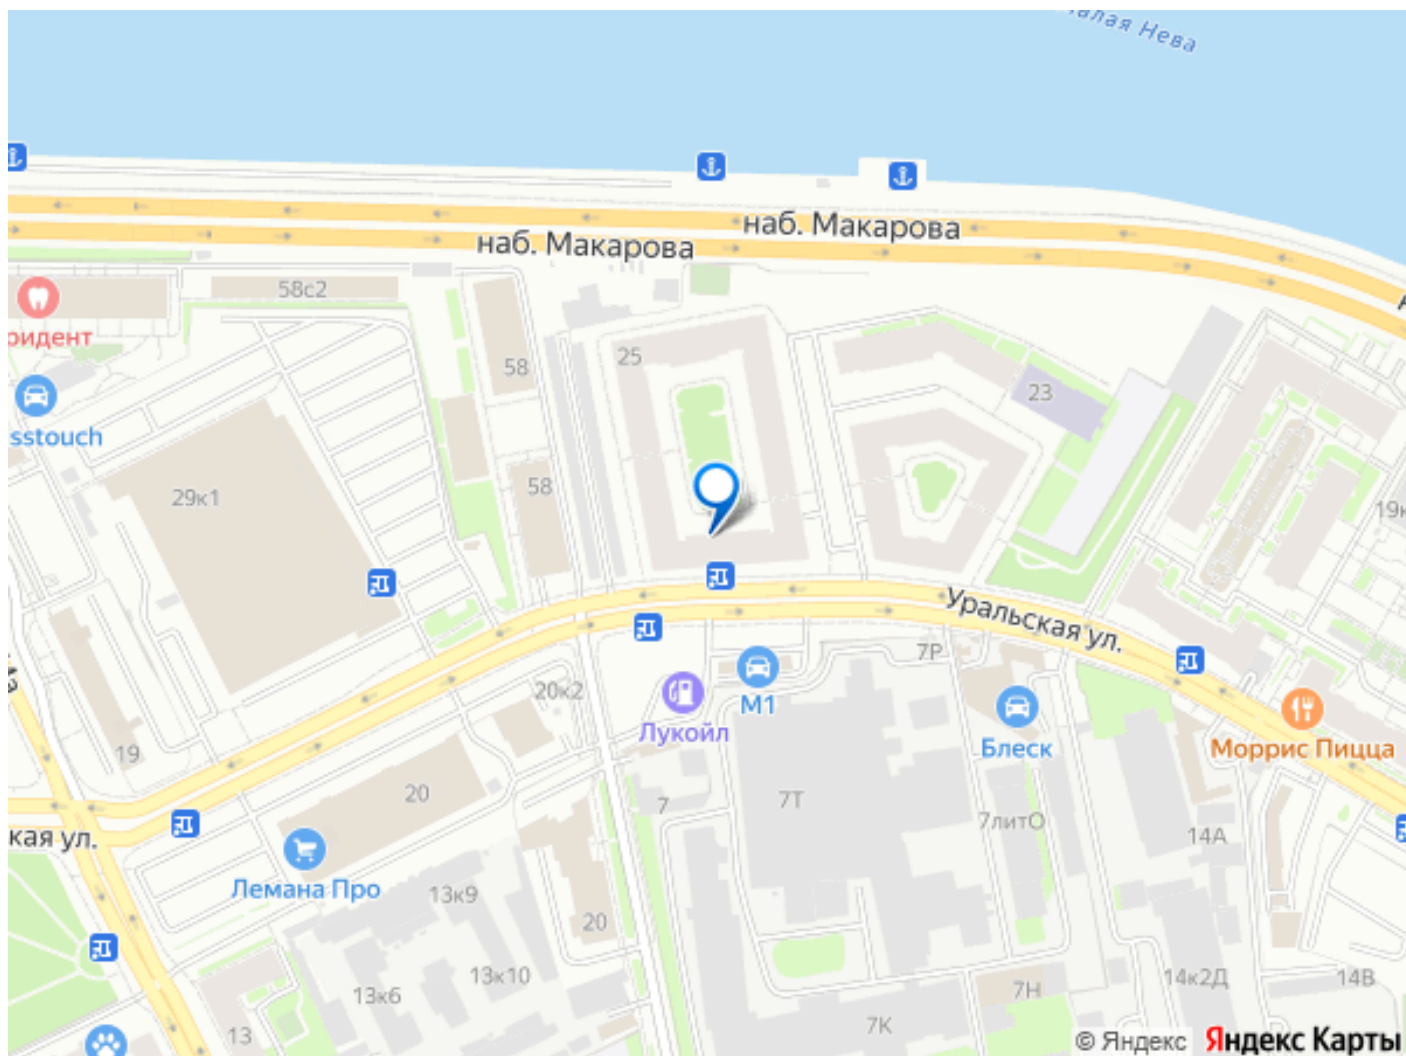 Малая Нева
наб. Макарова
наб. Макарова
58с2
25
58
23
58
29к1
sstouch
ридент
19к
Уральская ул.
7Р
20к2
М1
Лукойл
Блеск
Моррис Пицца
19
20
7
7Т
7литО
14А
кая ул.
Лемана Про
13к9
20
13к10
13к6
14к2Д
14В
7Н
13
7К
© Яндекс
Яндекс Карты